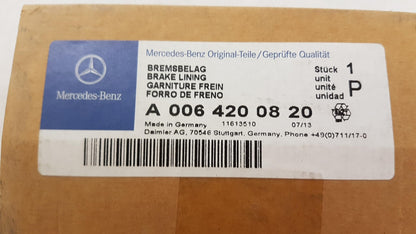 Mercedes-Benz Original-Teile/Geprüfte Qualität
Mercedes-Benz
BREMSBELAG
BRAKE LINING
GARNITURE FREIN
FORRO DE FRENO
Stück 1
unit
unité P
unidad
A 006 420 08 20
Made in Germany 11613510 07/13
Daimler AG, 70546 Stuttgart, Germany, Phone +49(0)711/17-0